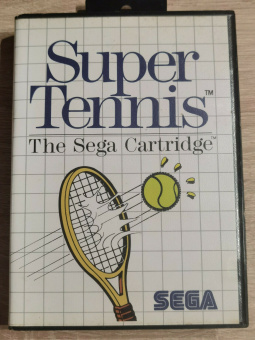 Super
Tennis™
The Sega Cartridge™
SEGA